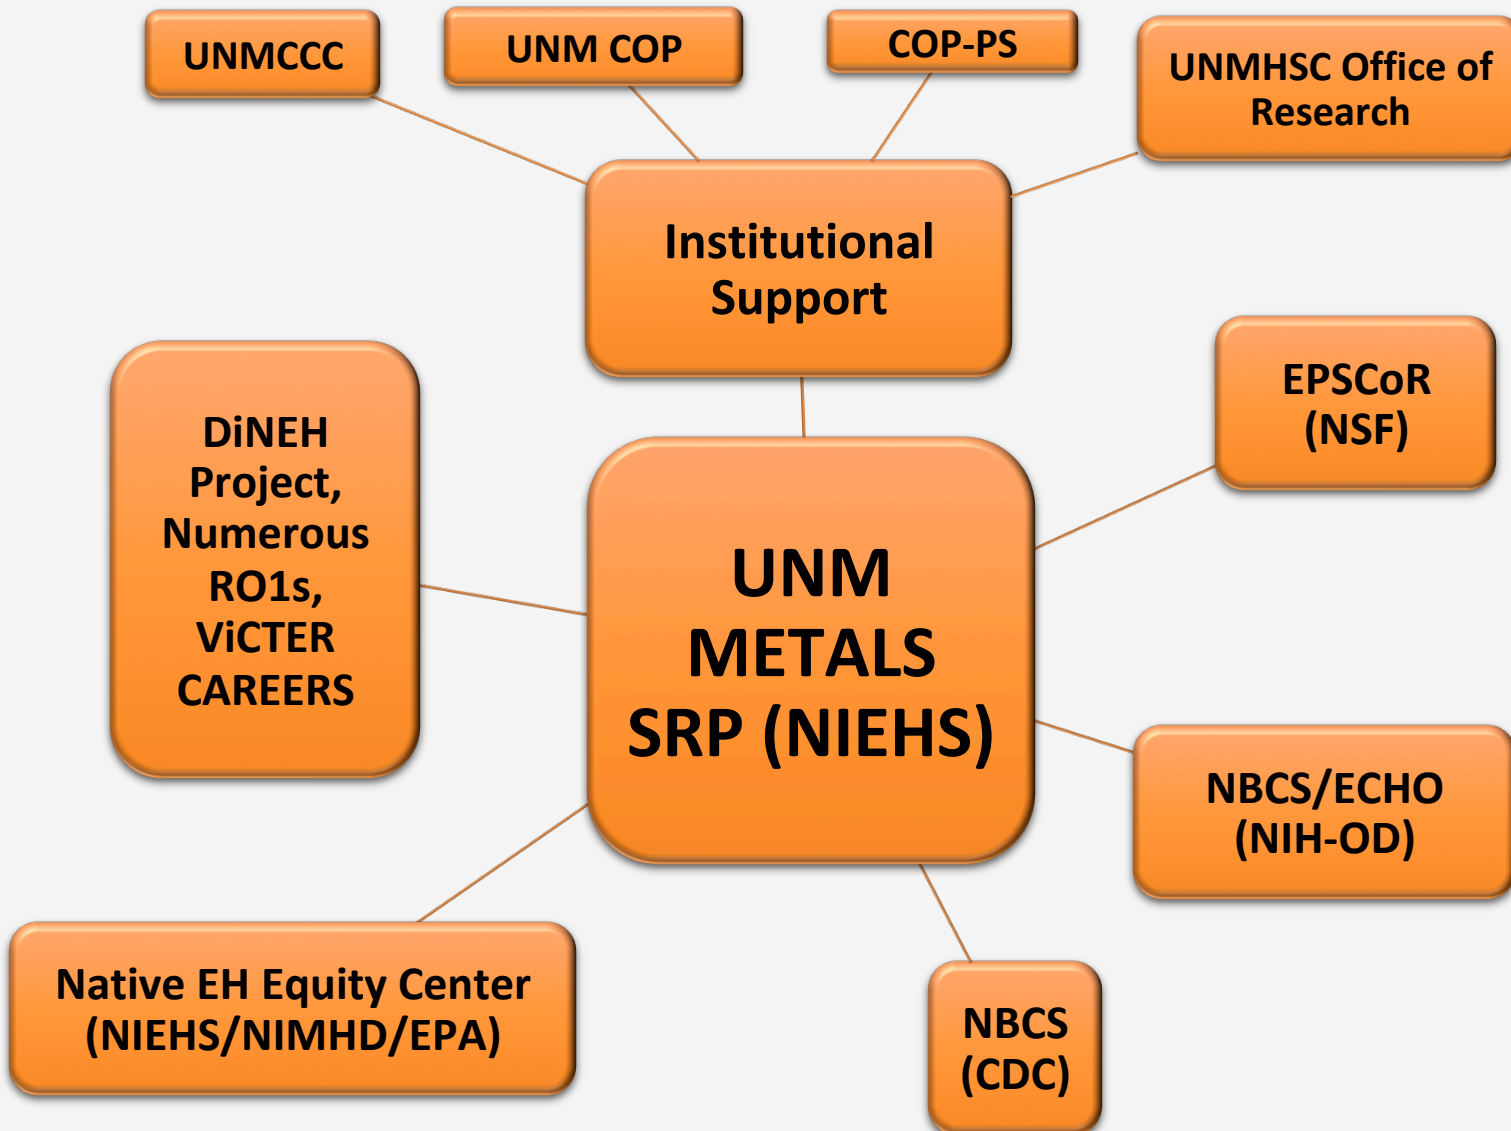 UNMCCC
UNM COP
COP-PS
UNMHSC Office of
Research
Institutional
Support
EPSCoR
(NSF)
DiNEH
Project,
Numerous
RO1s,
ViCTER
CAREERS
UNM
METALS
SRP (NIEHS)
NBCS/ECHO
(NIH-OD)
Native EH Equity Center
(NIEHS/NIMHD/EPA)
NBCS
(CDC)